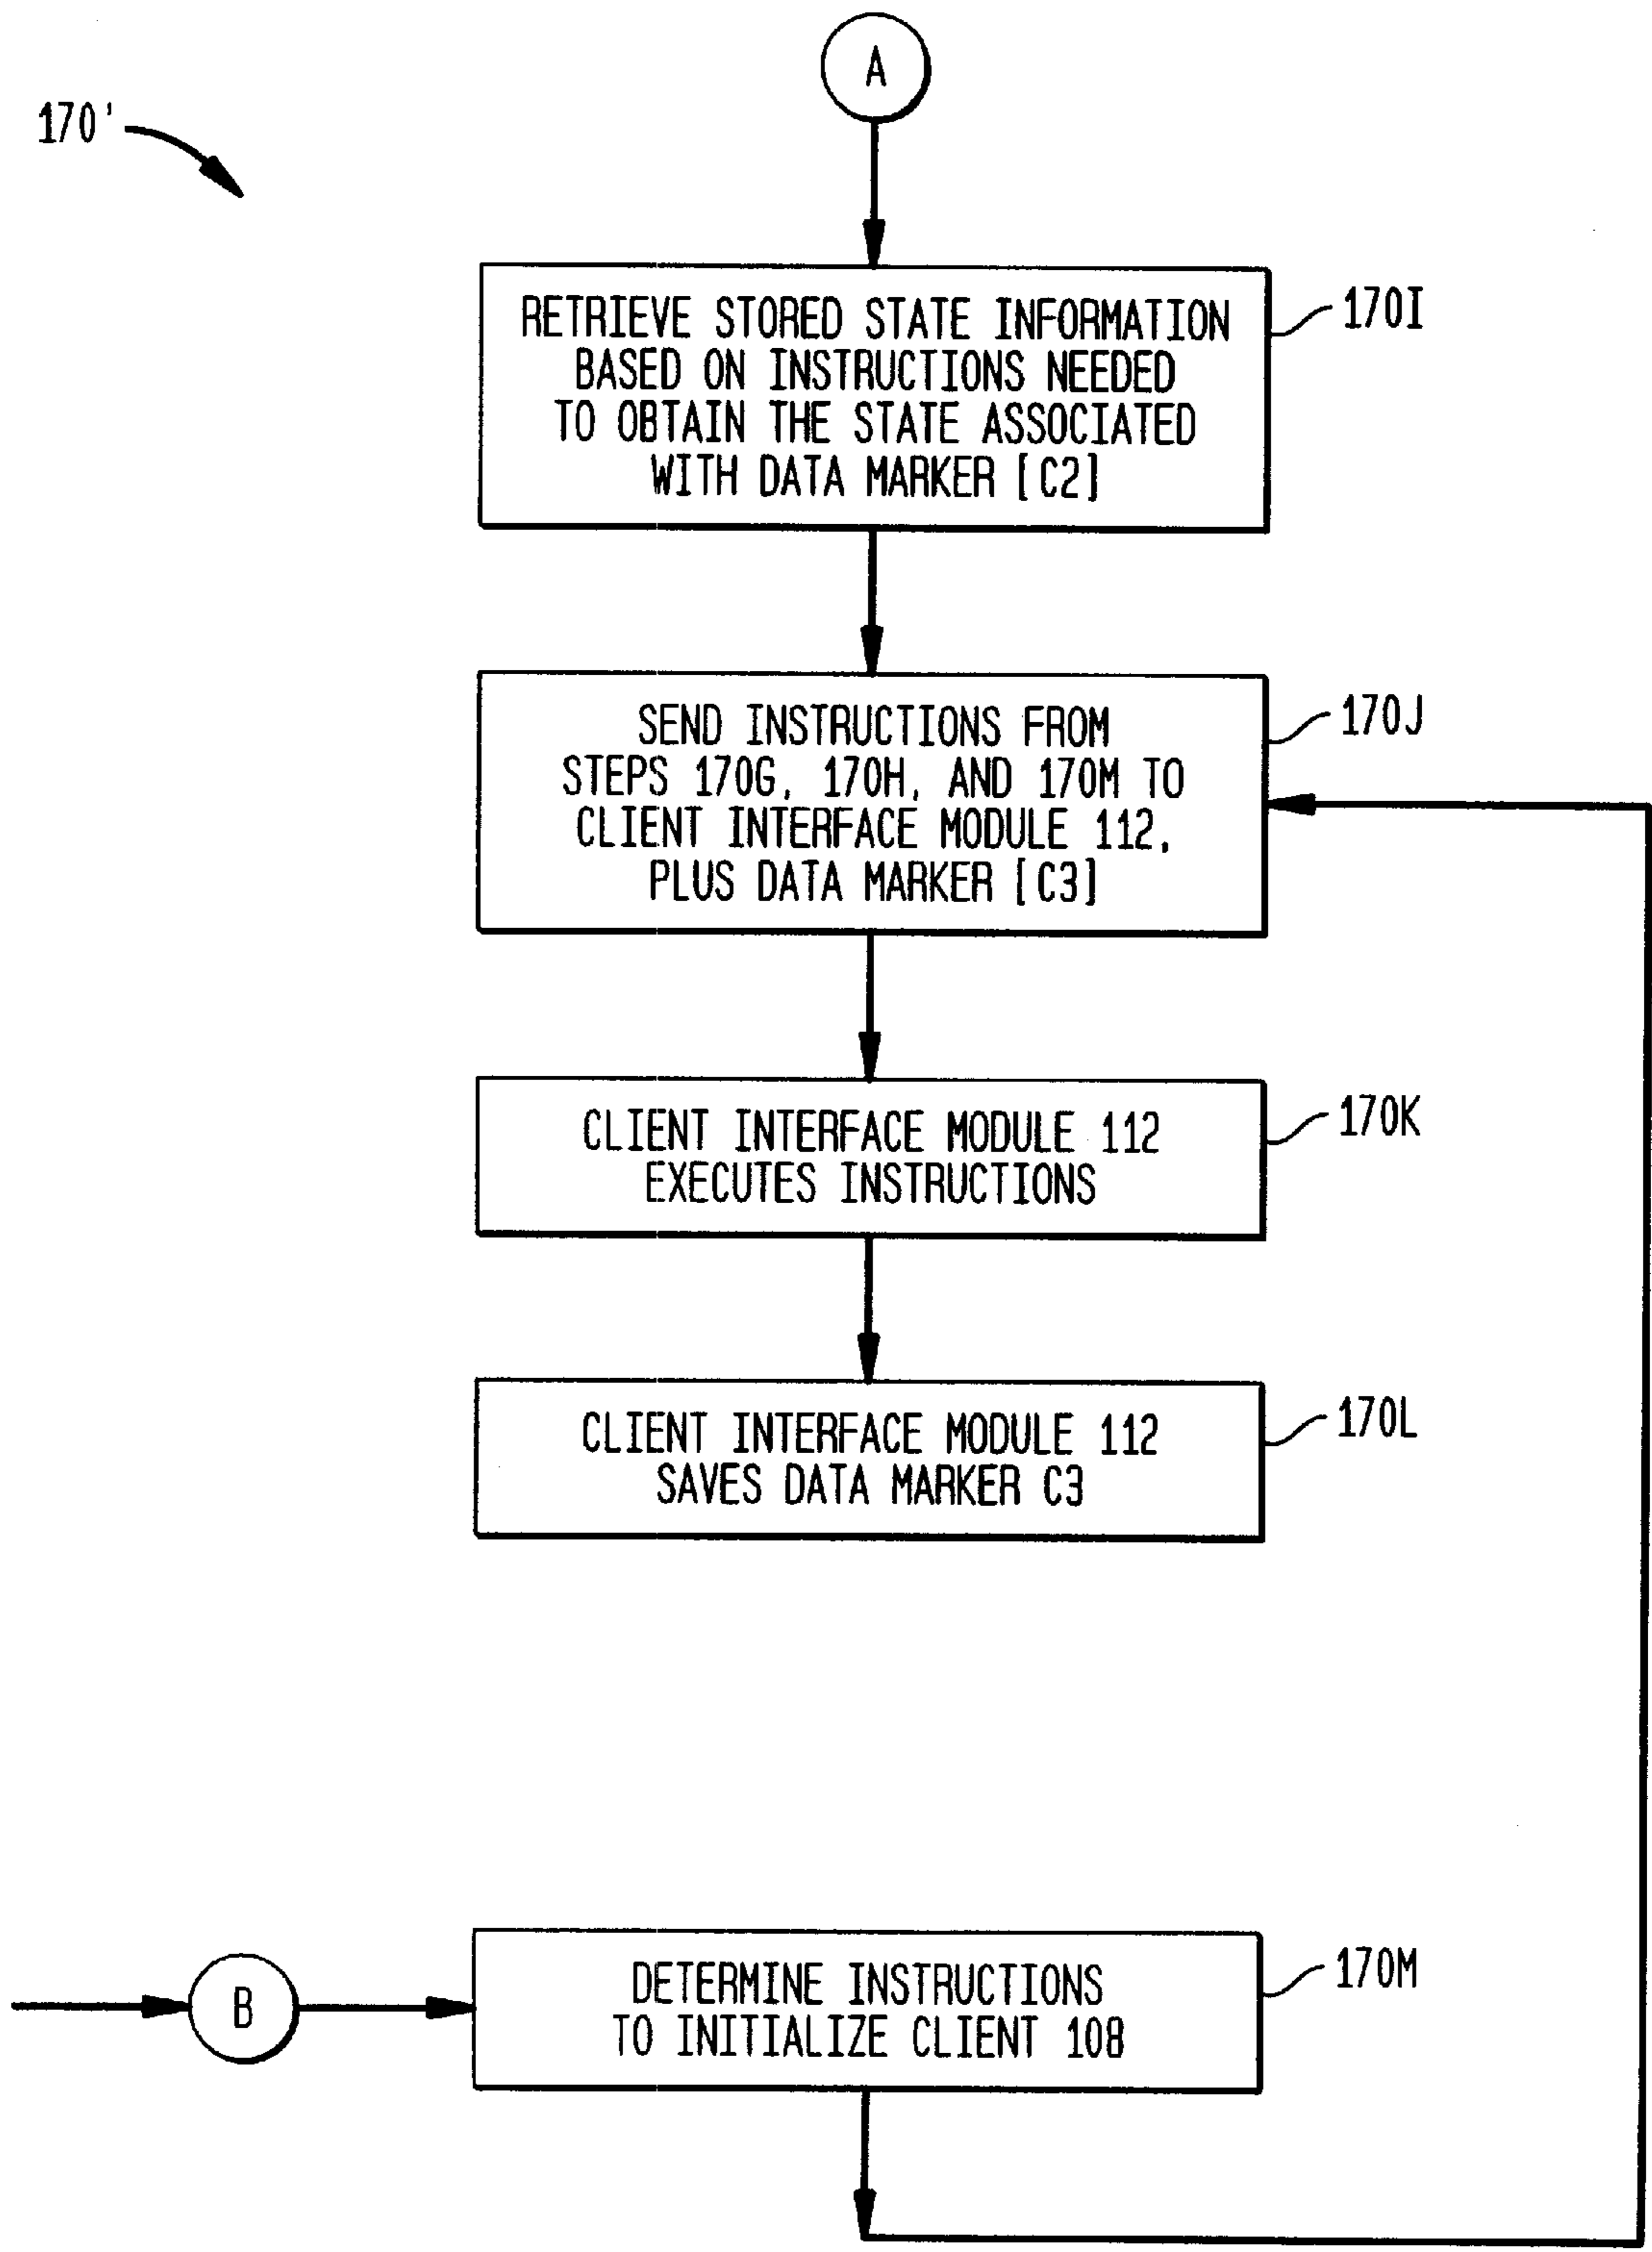 A
170'
RETRIEVE STORED STATE INFORMATION
BASED ON INSTRUCTIONS NEEDED
TO OBTAIN THE STATE ASSOCIATED
WITH DATA MARKER [C2]
170I
SEND INSTRUCTIONS FROM
STEPS 170G, 170H, AND 170M TO
CLIENT INTERFACE MODULE 112,
PLUS DATA MARKER [C3]
170J
CLIENT INTERFACE MODULE 112
EXECUTES INSTRUCTIONS
170K
CLIENT INTERFACE MODULE 112
SAVES DATA MARKER C3
170L
B
DETERMINE INSTRUCTIONS
TO INITIALIZE CLIENT 108
170M